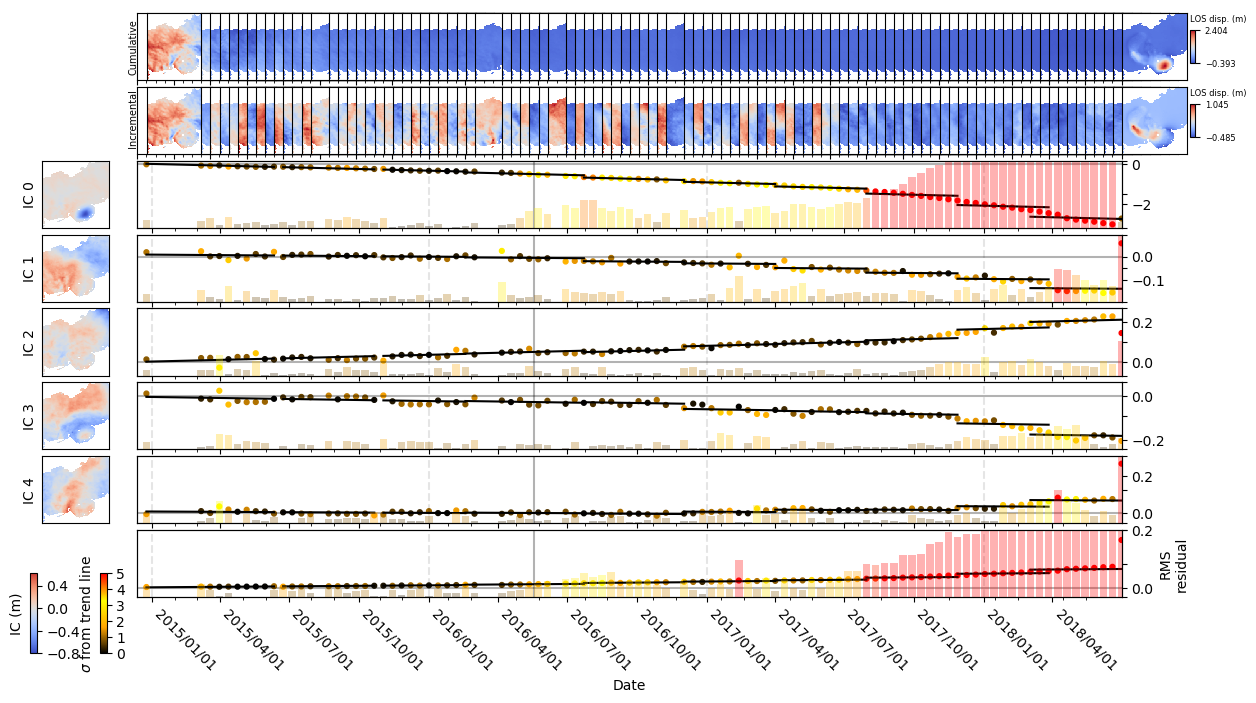 Cumulative
LOS disp. (m)
2.404
−0.393
Incremental
LOS disp. (m)
1.045
−0.485
IC 0
0
−2
IC 1
0.0
−0.1
IC 2
0.2
0.0
IC 3
0.0
−0.2
IC 4
0.2
0.0
0.2
0.0
RMS
residual
IC (m)
0.4
0.0
−0.4
−0.8
σ from trend line
5
4
3
2
1
0
2015/01/01
2015/04/01
2015/07/01
2015/10/01
2016/01/01
2016/04/01
2016/07/01
2016/10/01
2017/01/01
2017/04/01
2017/07/01
2017/10/01
2018/01/01
2018/04/01
Date